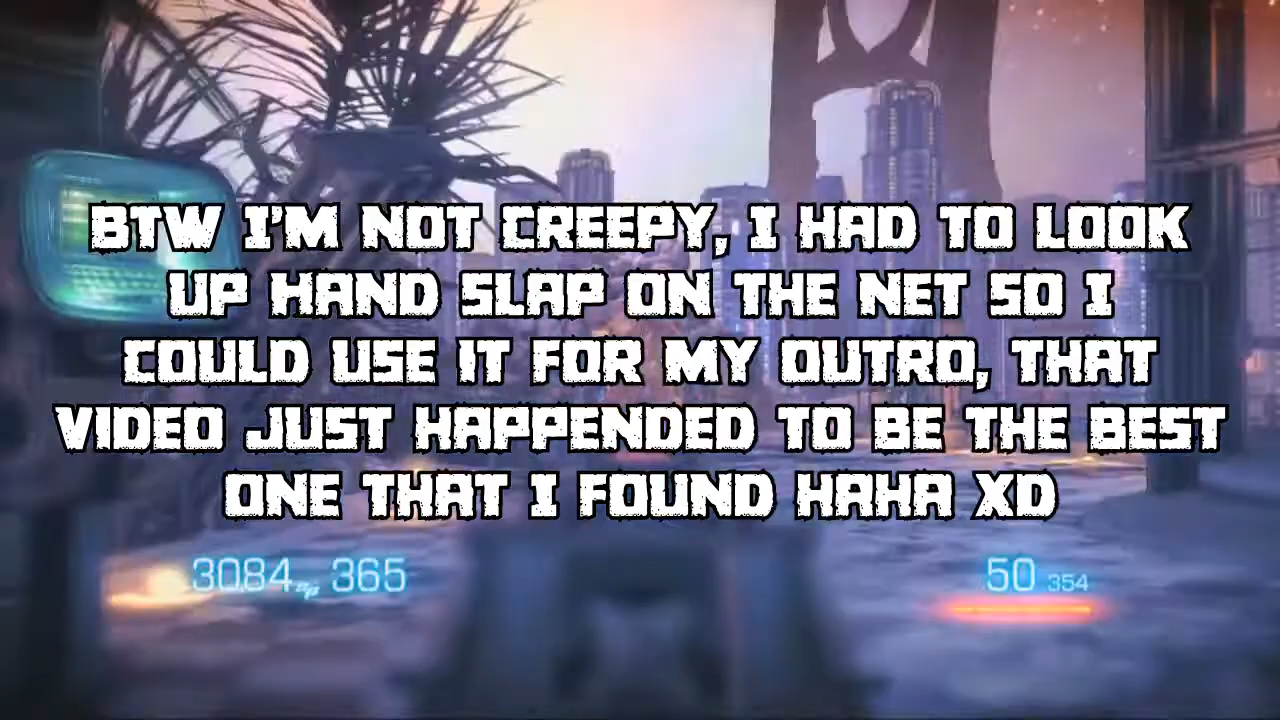 BTW I'M NOT CREEPY, I HAD TO LOOK
UP HAND SLAP ON THE NET SO I
COULD USE IT FOR MY OUTRO, THAT
VIDEO JUST HAPPENED TO BE THE BEST
ONE THAT I FOUND HAHA XD
3084 365
50 354